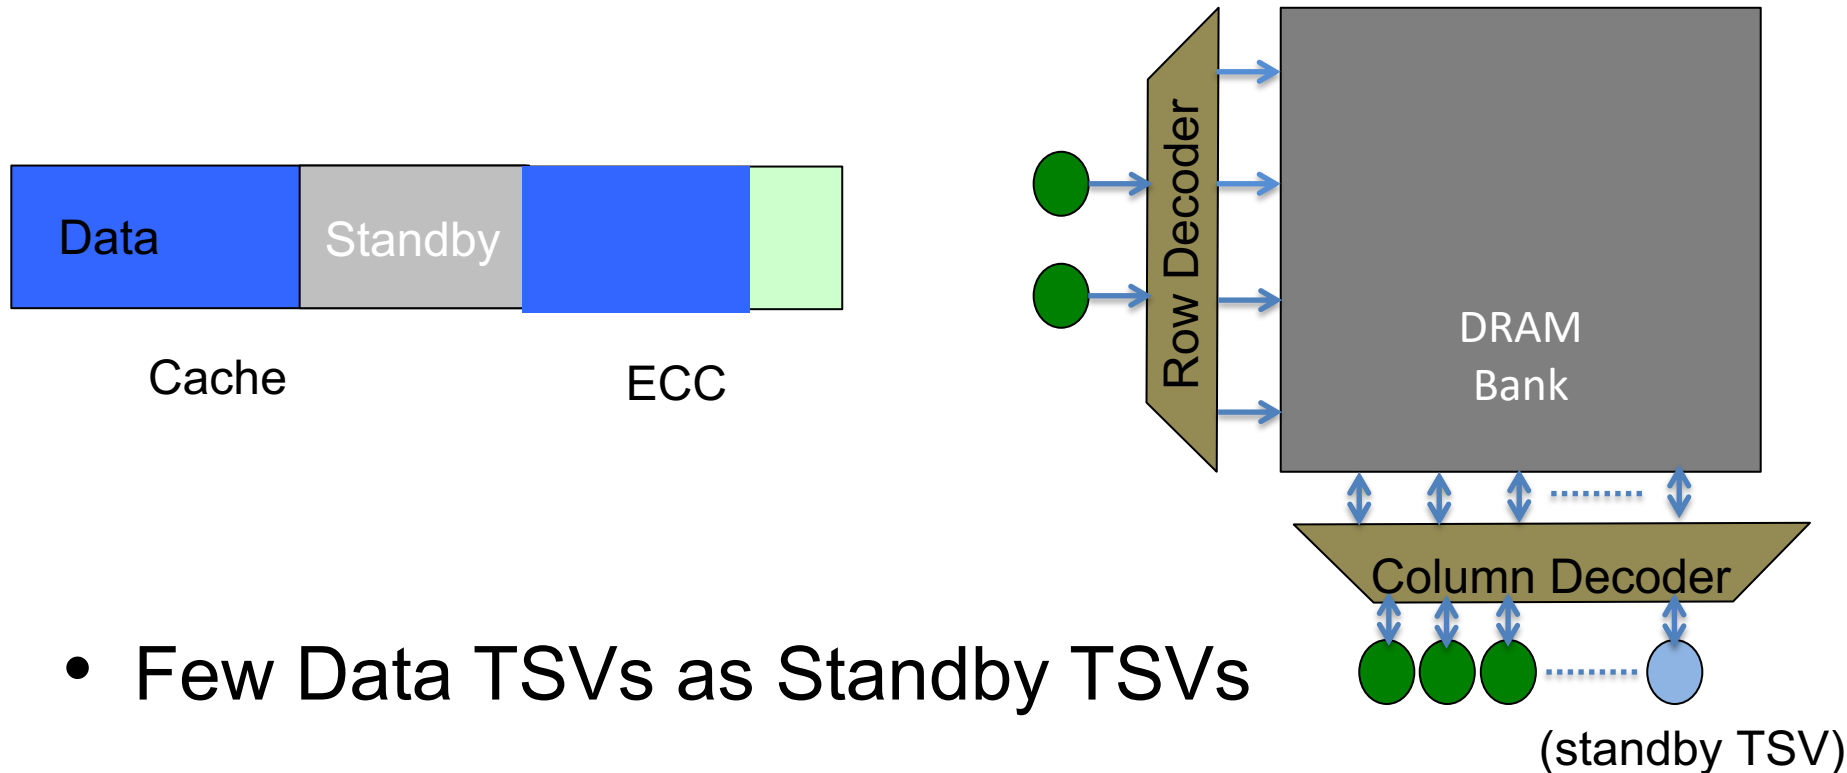 Data
Standby
Cache
ECC
Row Decoder
DRAM
Bank
Column Decoder
• Few Data TSVs as Standby TSVs
(standby TSV)